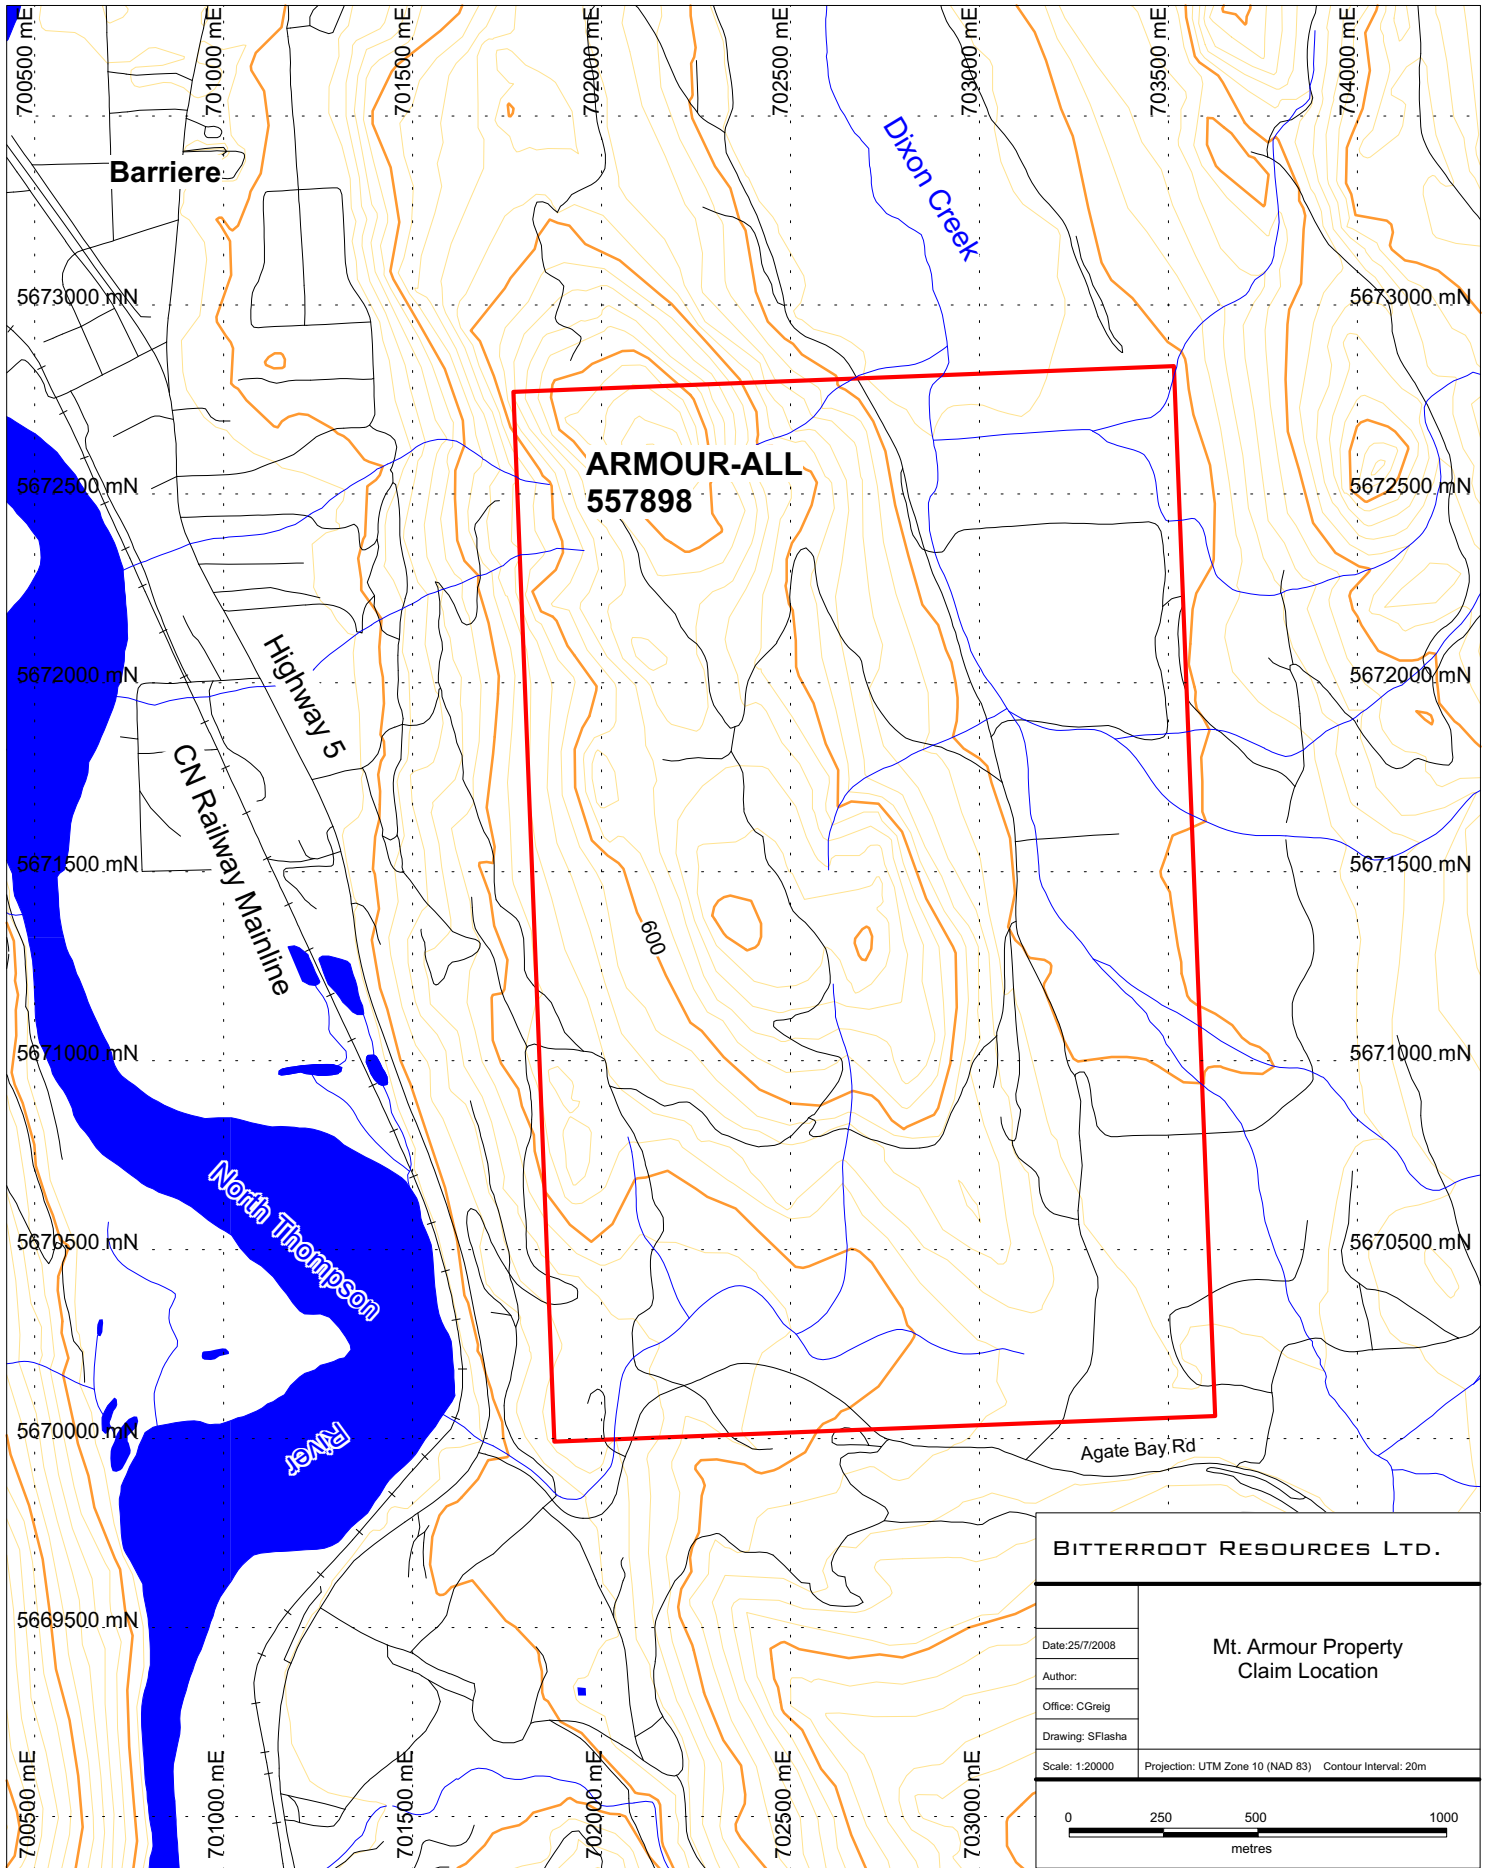 700500 mE
701000 mE
701500 mE
702000 mE
702500 mE
703000 mE
703500 mE
704000 mE
Barriere
Dixon Creek
5673000 mN
5673000 mN
ARMOUR-ALL
557898
5672500 mN
5672500 mN
Highway 5
5672000 mN
5672000 mN
CN Railway Mainline
5671500 mN
5671500 mN
600
5671000 mN
5671000 mN
North Thompson
River
5670500 mN
5670500 mN
5670000 mN
Agate Bay Rd
5669500 mN
700500 mE
701000 mE
701500 mE
702000 mE
702500 mE
703000 mE
BITTERROOT RESOURCES LTD.
Date:25/7/2008
Author:
Office: CGreig
Drawing: SFlasha
Mt. Armour Property
Claim Location
Scale: 1:20000
Projection: UTM Zone 10 (NAD 83) Contour Interval: 20m
0 250 500 1000
metres